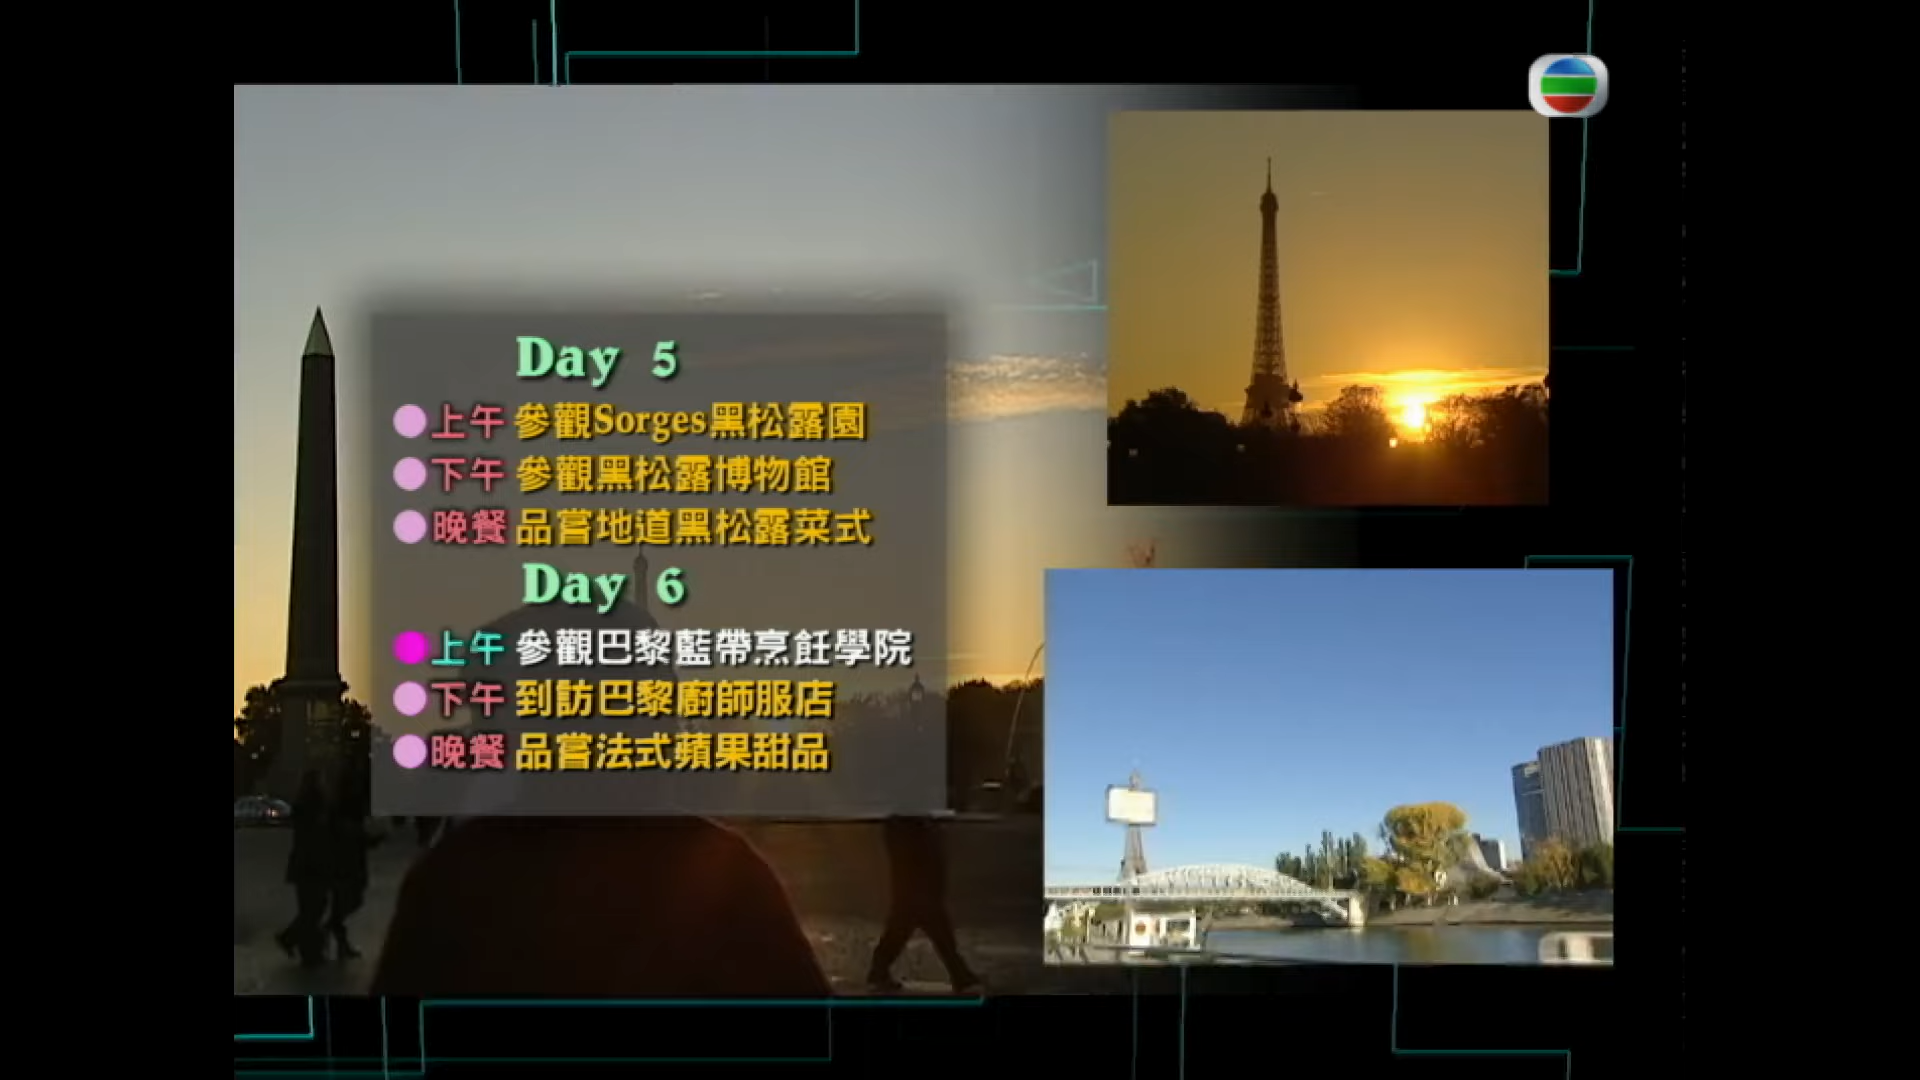 Day 5
上午 參觀Sorges黑松露園
下午 參觀黑松露博物館
晚餐 品嘗地道黑松露菜式
Day 6
上午 參觀巴黎藍帶烹飪學院
下午 到訪巴黎廚師服店
晚餐 品嘗法式蘋果甜品